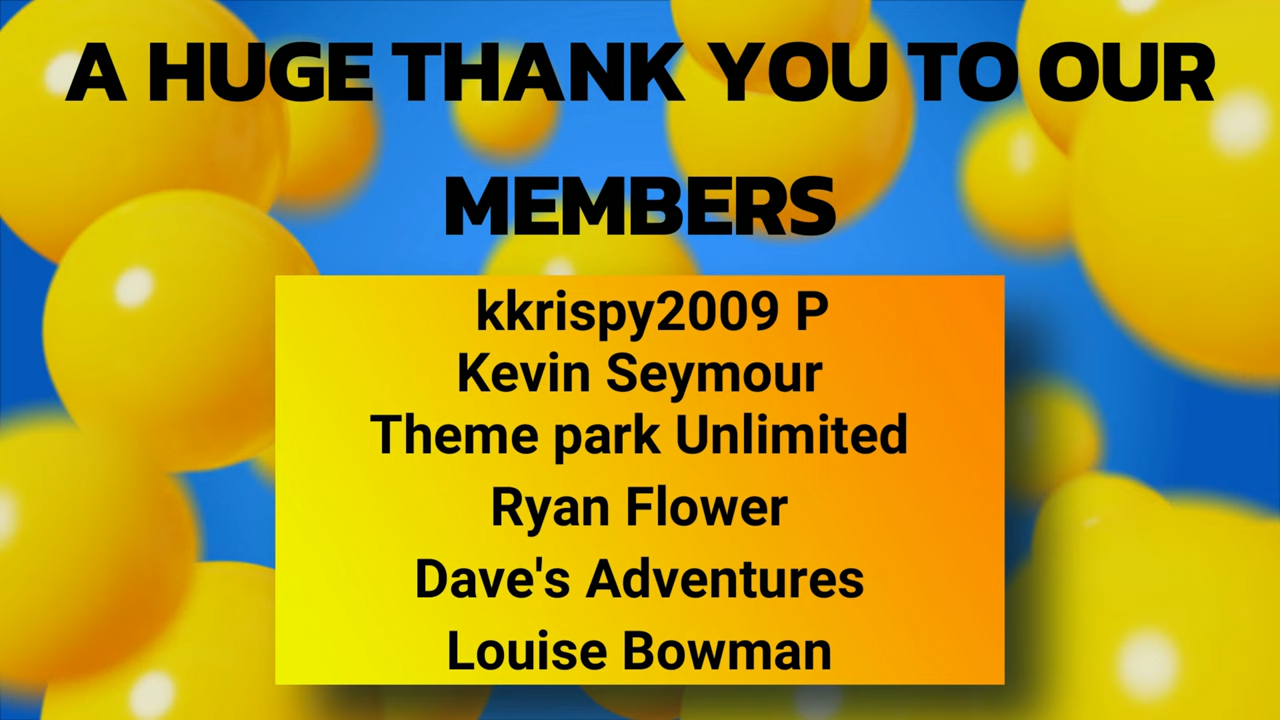 A HUGE THANK YOU TO OUR
MEMBERS
kkrispy2009 P
Kevin Seymour
Theme park Unlimited
Ryan Flower
Dave's Adventures
Louise Bowman